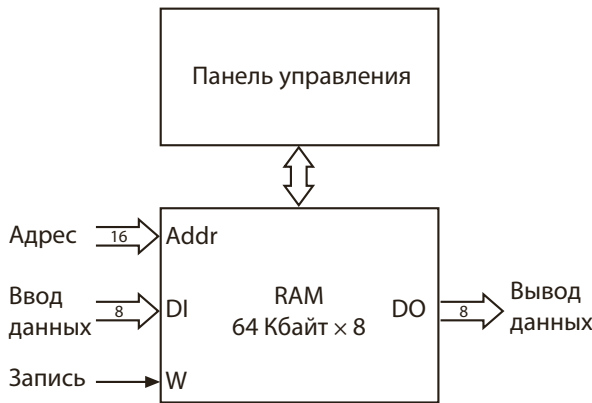 Панель управления
Адрес
16
Addr
Ввод
данных
8
DI
RAM
64 Кбайт × 8
DO
8
Вывод
данных
Запись
W